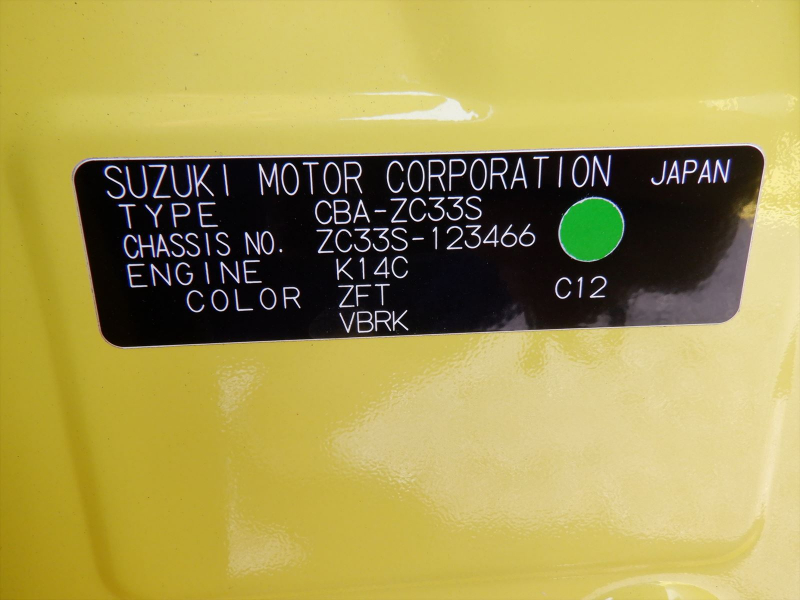 SUZUKI MOTOR CORPORATION JAPAN
TYPE CBA-ZC33S
CHASSIS NO. ZC33S-123466
ENGINE K14C
COLOR ZFT C12
VBRK